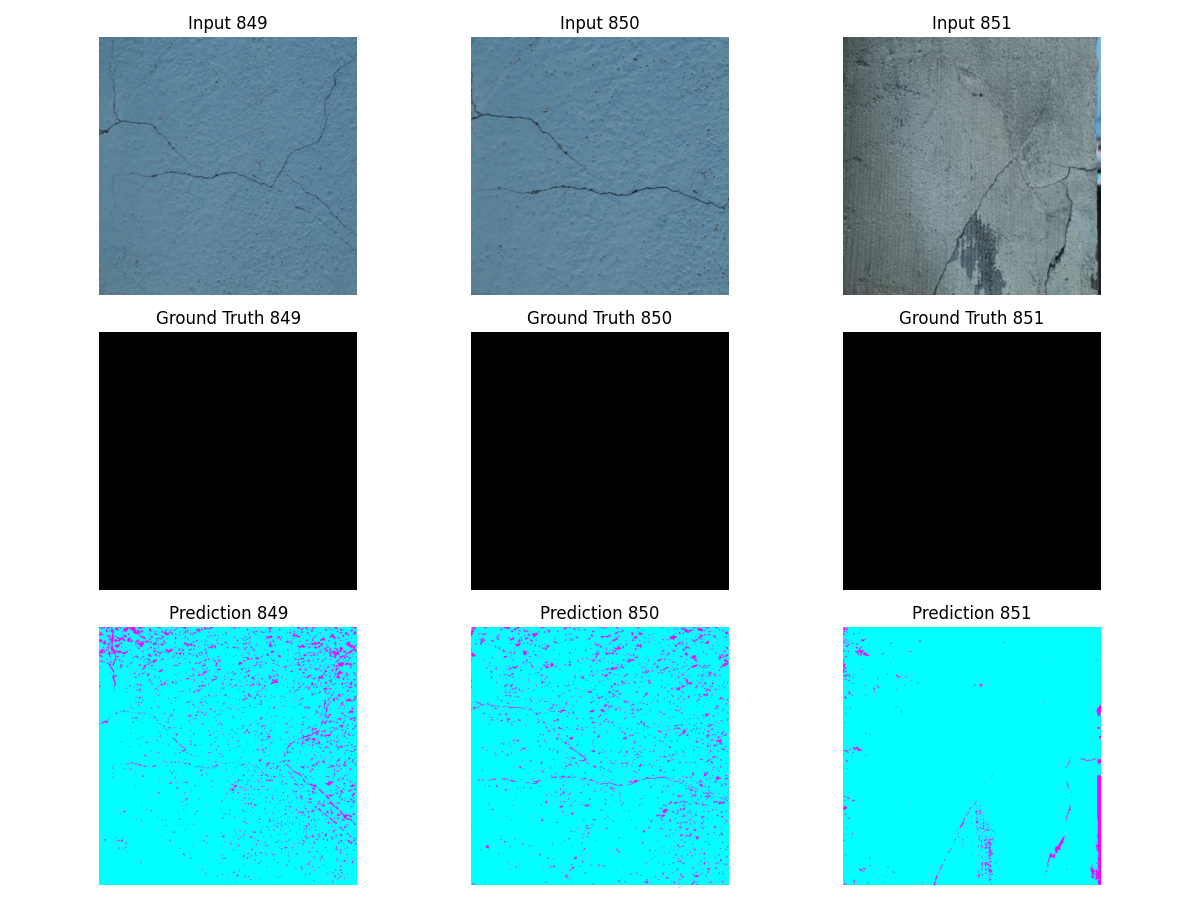 Input 849
Input 850
Input 851
Ground Truth 849
Ground Truth 850
Ground Truth 851
Prediction 849
Prediction 850
Prediction 851